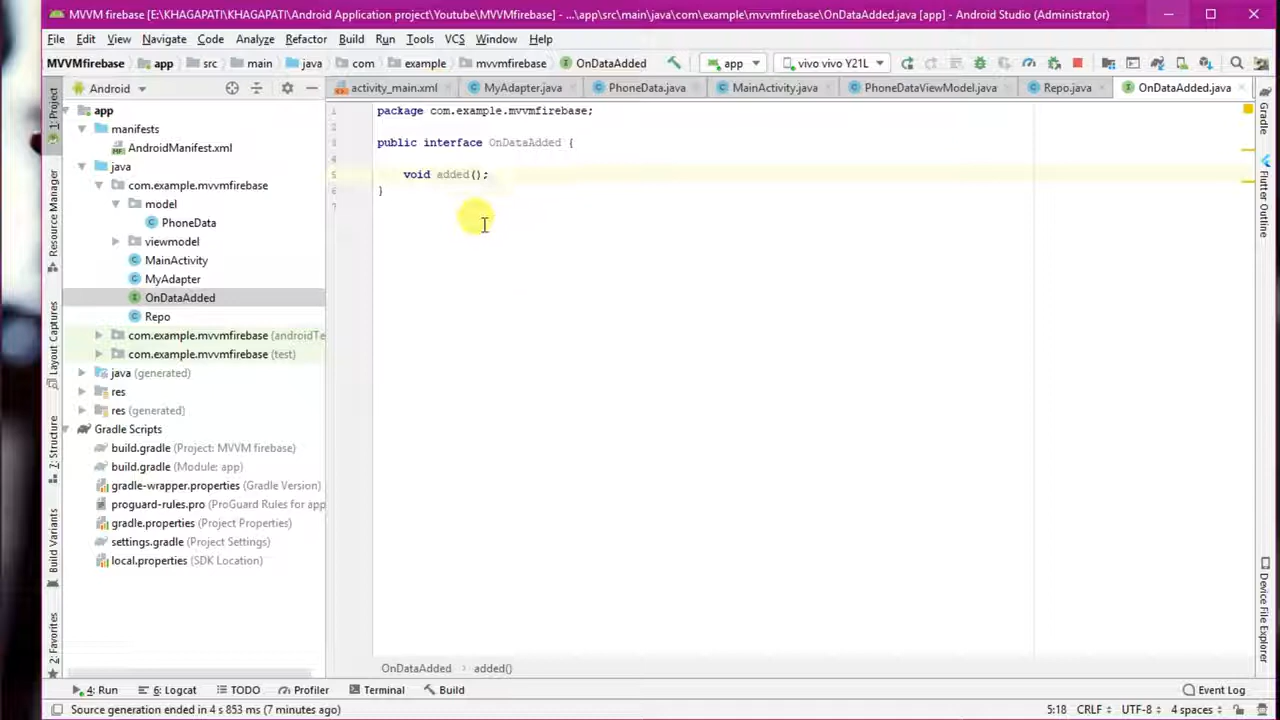 MVVM firebase [E:\KHAGAPATI\KHAGAPATI\Android Application project\Youtube\MVVMfirebase] - ...\app\src\main\java\com\example\mvvmfirebase\OnDataAdded.java [app] - Android Studio (Administrator)
File Edit View Navigate Code Analyze Refactor Build Run Tools VCS Window Help
MVVMfirebase app src main java com example mvvmfirebase OnDataAdded app vivo vivo Y21L
Android activity_main.xml MyAdapter.java PhoneData.java MainActivity.java PhoneDataViewModel.java Repo.java OnDataAdded.java
1: Project
Resource Manager
Layout Captures
Z: Structure
Build Variants
2: Favorites
app
manifests
AndroidManifest.xml
java
com.example.mvvmfirebase
model
PhoneData
viewmodel
MainActivity
MyAdapter
OnDataAdded
Repo
com.example.mvvmfirebase (androidTe
com.example.mvvmfirebase (test)
java (generated)
res
res (generated)
Gradle Scripts
build.gradle (Project: MVVM firebase)
build.gradle (Module: app)
gradle-wrapper.properties (Gradle Version)
proguard-rules.pro (ProGuard Rules for app
gradle.properties (Project Properties)
settings.gradle (Project Settings)
local.properties (SDK Location)
1 package com.example.mvvmfirebase;
2
3 public interface OnDataAdded {
4
5 void added();
6 }
7
Gradle
Flutter Outline
Device File Explorer
OnDataAdded added()
4: Run 6: Logcat TODO Profiler Terminal Build Event Log
Source generation ended in 4 s 853 ms (7 minutes ago) 5:18 CRLF UTF-8 4 spaces